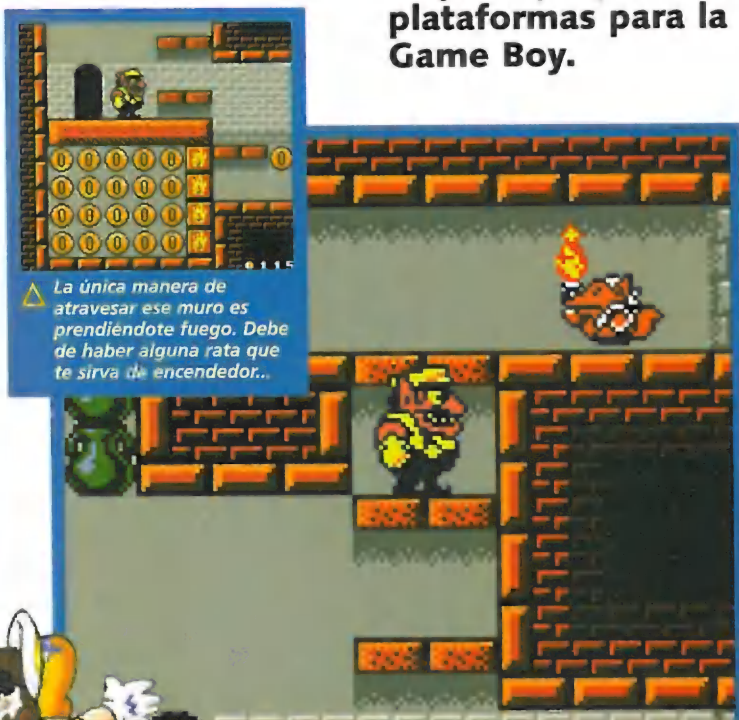 plataformas para la
Game Boy.
115
La única manera de
atravesar ese muro es
prendiéndote fuego. Debe
de haber alguna rata que
te sirva de encendedor...